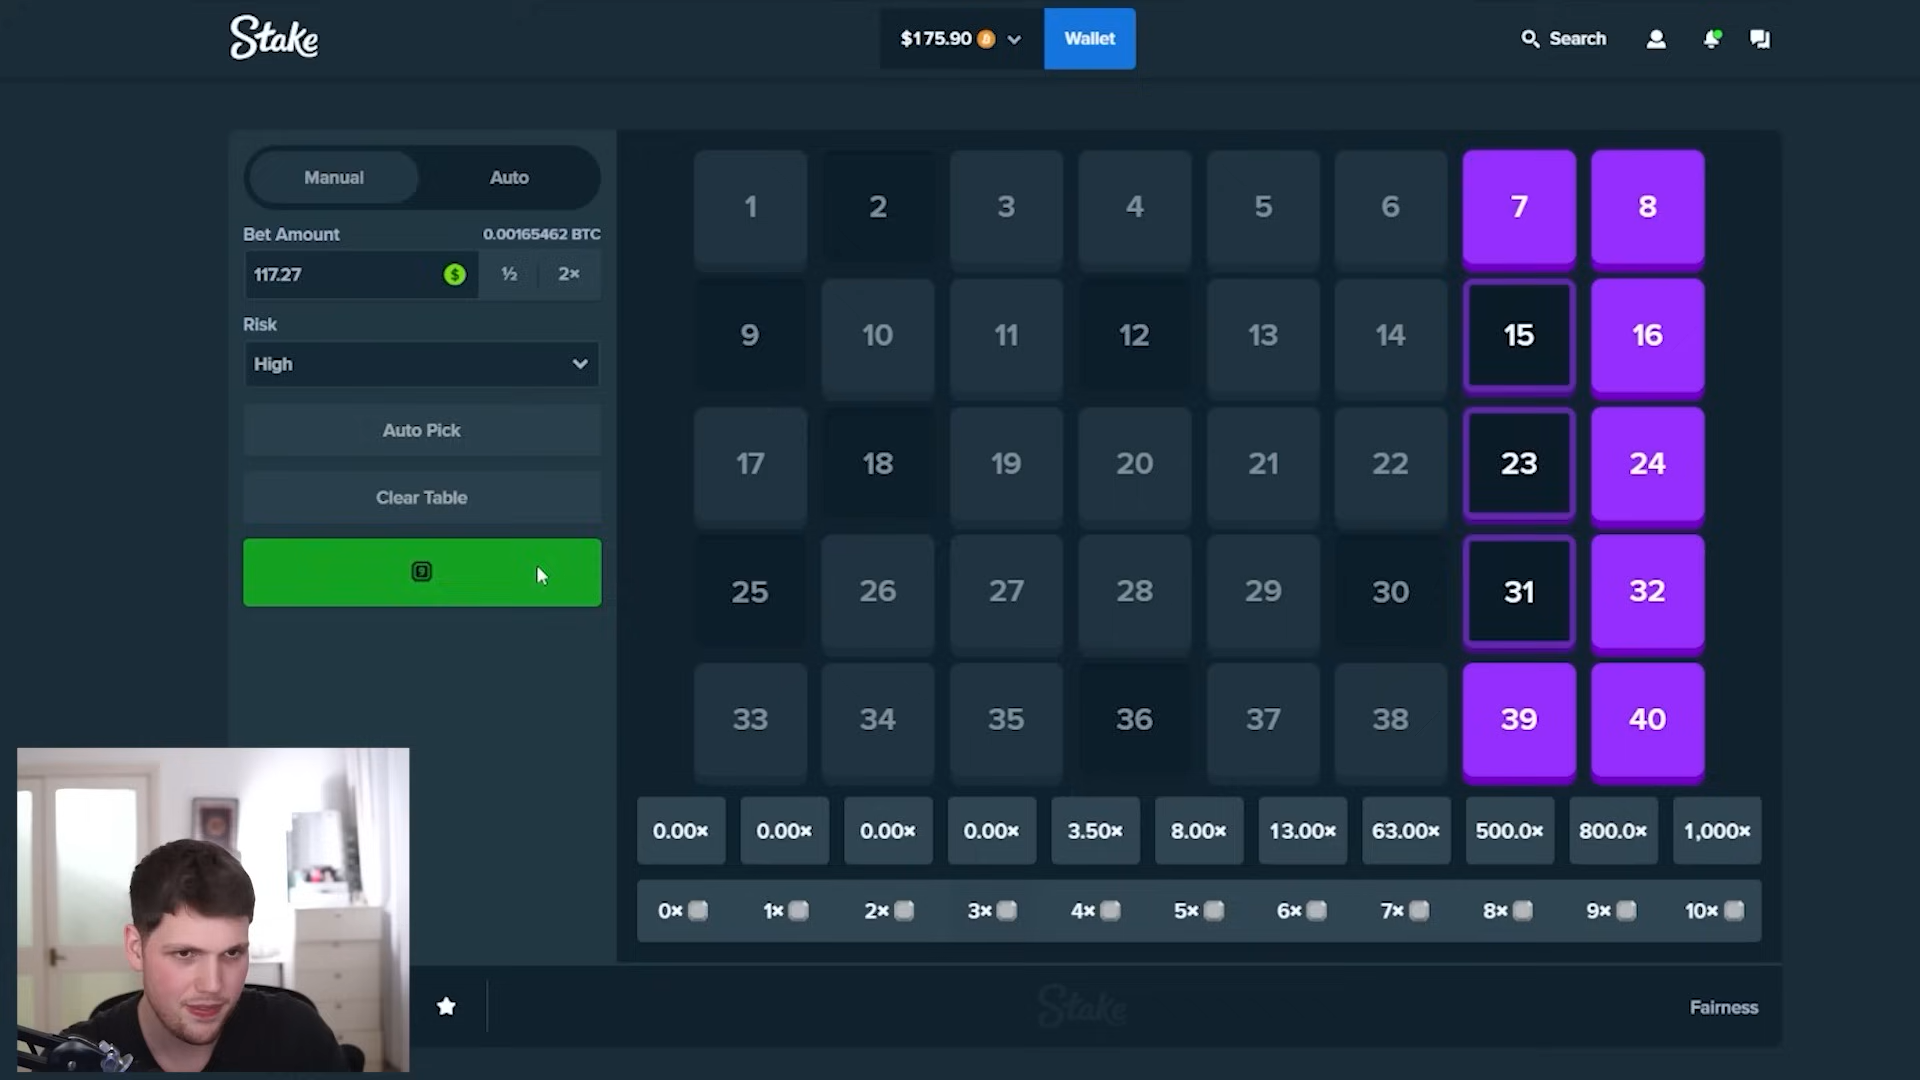 Stake
$175.90
Wallet
Search
Manual
Auto
Bet Amount
0.00165462 BTC
117.27
$
½
2×
Risk
High
Auto Pick
Clear Table
1 2 3 4 5 6 7 8
9 10 11 12 13 14 15 16
17 18 19 20 21 22 23 24
25 26 27 28 29 30 31 32
33 34 35 36 37 38 39 40
0.00× 0.00× 0.00× 0.00× 3.50× 8.00× 13.00× 63.00× 500.0× 800.0× 1,000×
0× 1× 2× 3× 4× 5× 6× 7× 8× 9× 10×
Stake
Fairness